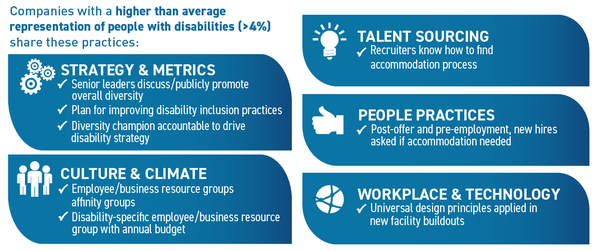 Companies with a higher than average
representation of people with disabilities (>4%)
share these practices:
STRATEGY & METRICS
Senior leaders discuss/publicly promote
overall diversity
Plan for improving disability inclusion practices
Diversity champion accountable to drive
disability strategy
CULTURE & CLIMATE
Employee/business resource groups
affinity groups
Disability-specific employee/business resource
group with annual budget
TALENT SOURCING
Recruiters know how to find
accommodation process
PEOPLE PRACTICES
Post-offer and pre-employment, new hires
asked if accommodation needed
WORKPLACE & TECHNOLOGY
Universal design principles applied in
new facility buildouts